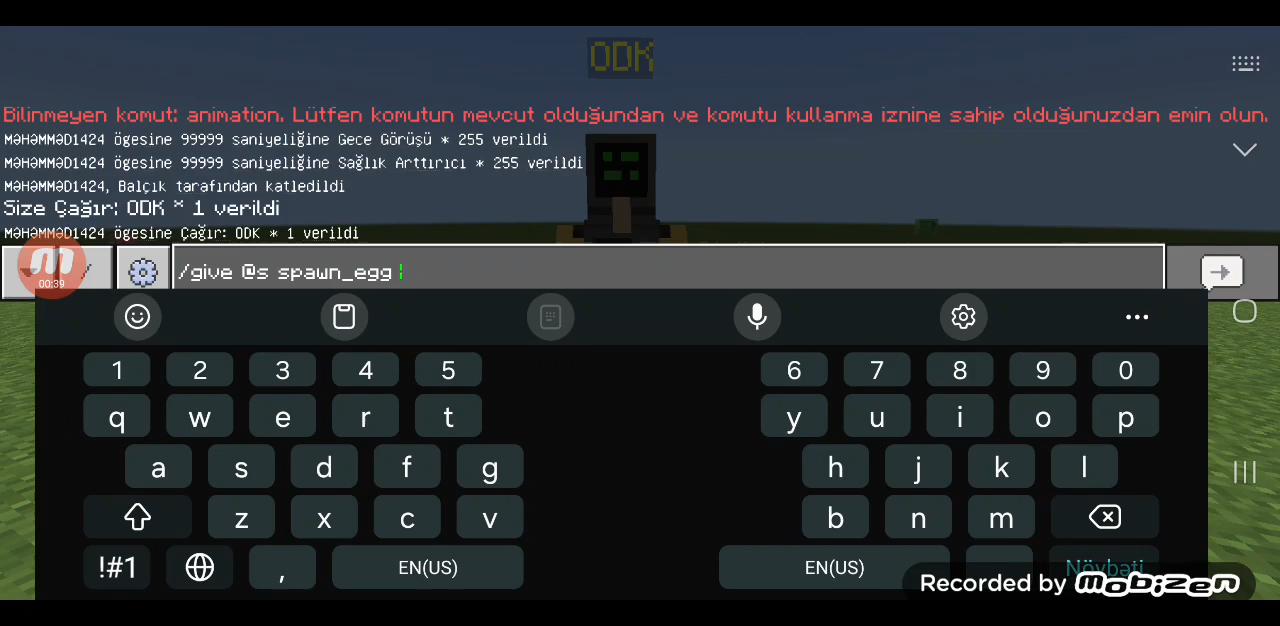 ODK
Bilinmeyen komut: animation. Lütfen komutun mevcut olduğundan ve komutu kullanma iznine sahip olduğunuzdan emin olun.
MƏHƏMMƏD1424 ögesine 99999 saniyeliğine Gece Görüşü * 255 verildi
MƏHƏMMƏD1424 ögesine 99999 saniyeliğine Sağlık Arttırıcı * 255 verildi
MƏHƏMMƏD1424, Balçık tarafından katledildi
Size Çağır: ODK * 1 verildi
MƏHƏMMƏD1424 ögesine Çağır: ODK * 1 verildi
/
/give @s spawn_egg
00:39
1 2 3 4 5 6 7 8 9 0
q w e r t y u i o p
a s d f g h j k l
z x c v b n m
!#1 , EN(US) EN(US) Növbəti
Recorded by mobizen